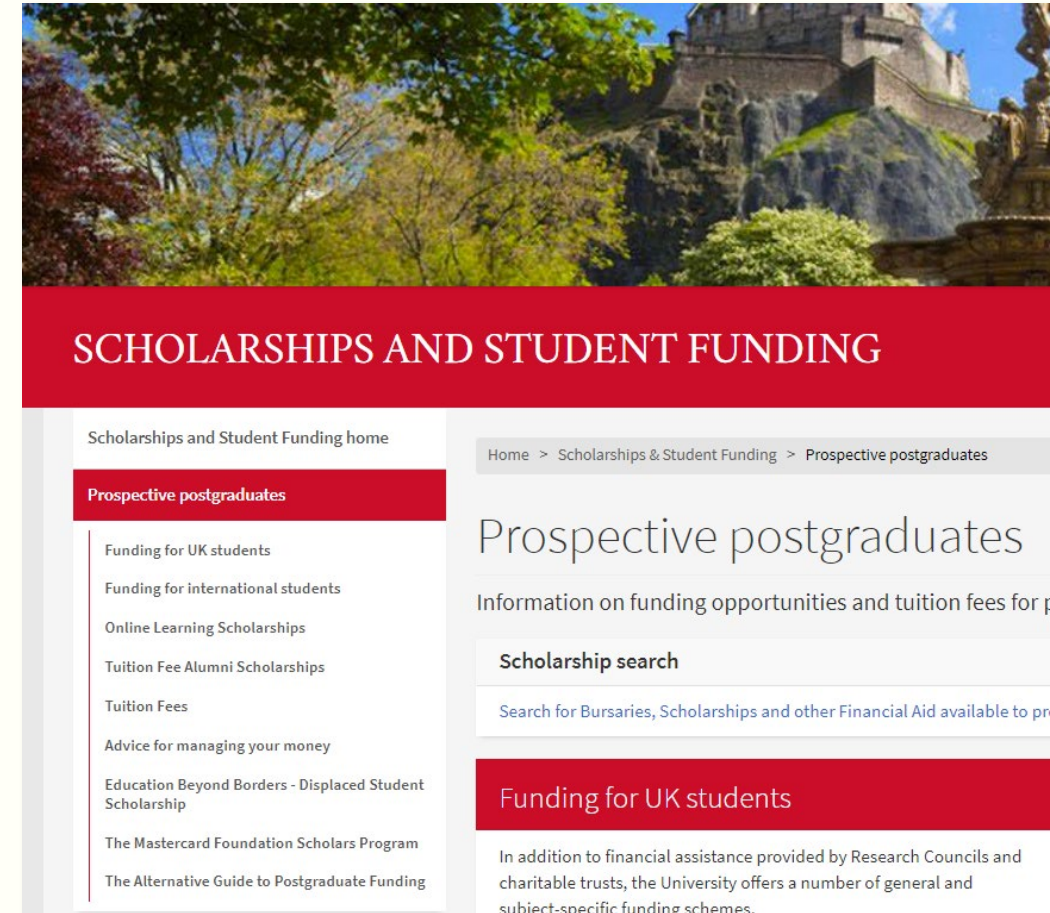 SCHOLARSHIPS AND STUDENT FUNDING
Scholarships and Student Funding home
Prospective postgraduates
Funding for UK students
Funding for international students
Online Learning Scholarships
Tuition Fee Alumni Scholarships
Tuition Fees
Advice for managing your money
Education Beyond Borders - Displaced Student
Scholarship
The Mastercard Foundation Scholars Program
The Alternative Guide to Postgraduate Funding
Home > Scholarships & Student Funding > Prospective postgraduates
Prospective postgraduates
Information on funding opportunities and tuition fees for
Scholarship search
Search for Bursaries, Scholarships and other Financial Aid available to
Funding for UK students
In addition to financial assistance provided by Research Councils and
charitable trusts, the University offers a number of general and
subject-specific funding schemes.